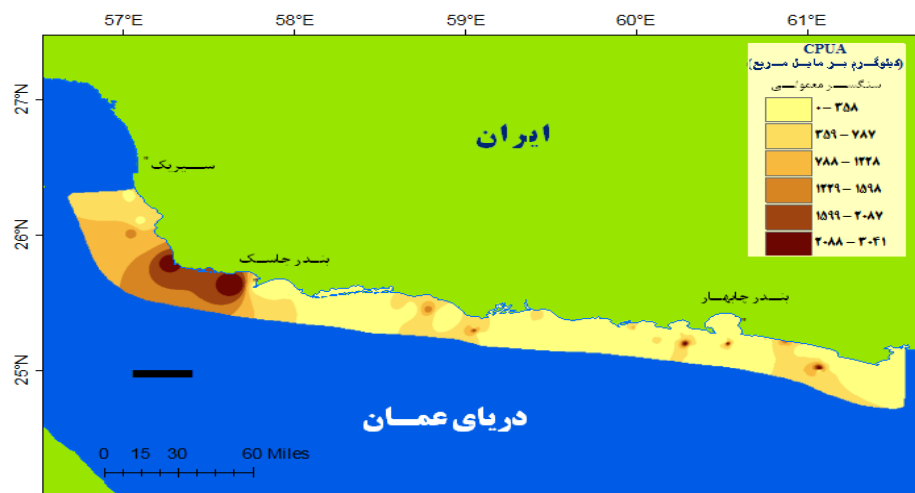 57°E 58°E 59°E 60°E 61°E
27°N
26°N
25°N
CPUA
(کیلوگرم بر مایل مربع)
سنگسر معمولی
۰ – ۳۵۸
۳۵۹ – ۷۸۷
۷۸۸ – ۱۲۲۸
۱۲۲۹ – ۱۵۹۸
۱۵۹۹ – ۲۰۸۷
۲۰۸۸ – ۳۰۴۱
ایران
سیریک
بندر جاسک
بندر چابهار
دریای عمان
0 15 30 60 Miles